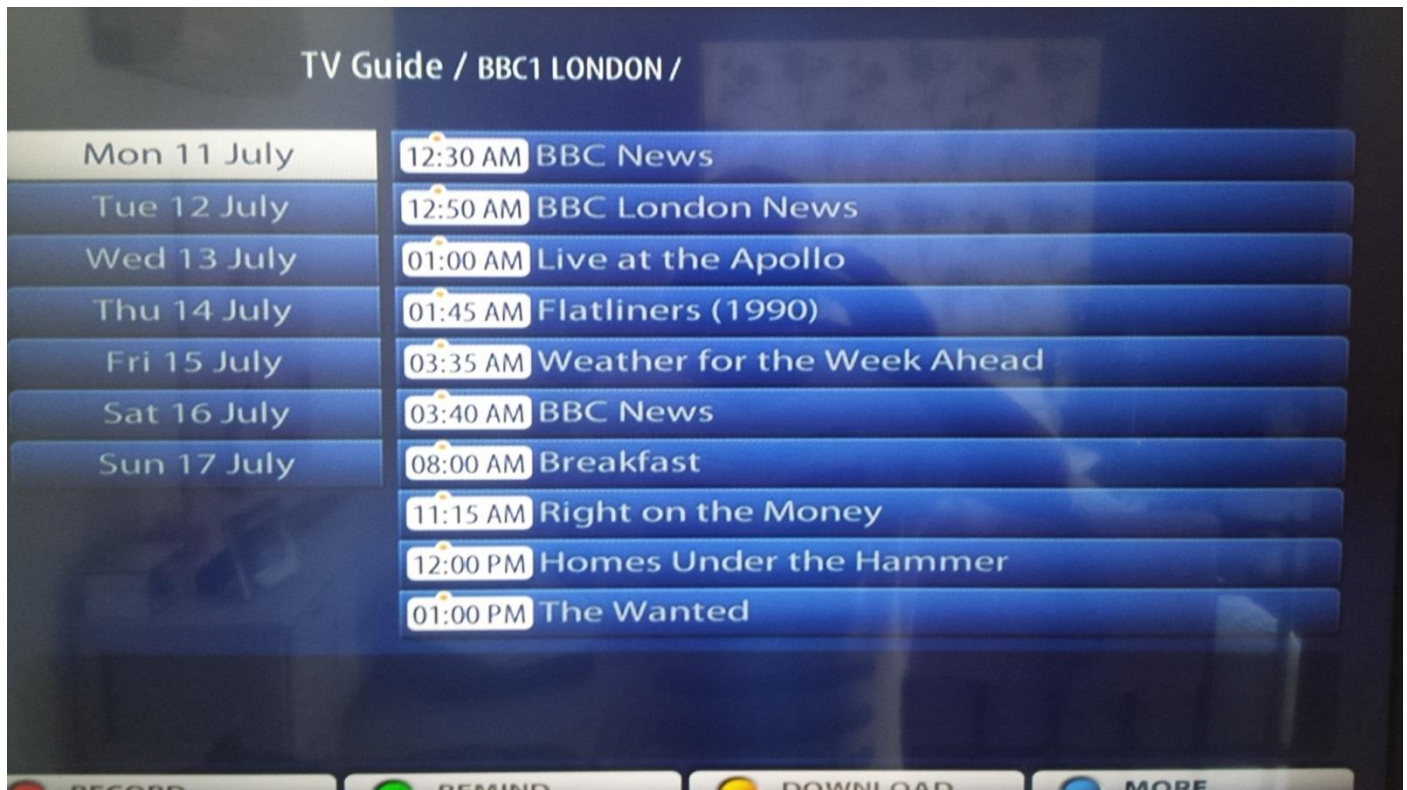 TV Guide / BBC1 LONDON /
Mon 11 July
Tue 12 July
Wed 13 July
Thu 14 July
Fri 15 July
Sat 16 July
Sun 17 July
12:30 AM BBC News
12:50 AM BBC London News
01:00 AM Live at the Apollo
01:45 AM Flatliners (1990)
03:35 AM Weather for the Week Ahead
03:40 AM BBC News
08:00 AM Breakfast
11:15 AM Right on the Money
12:00 PM Homes Under the Hammer
01:00 PM The Wanted
RECORD REMIND DOWNLOAD MORE